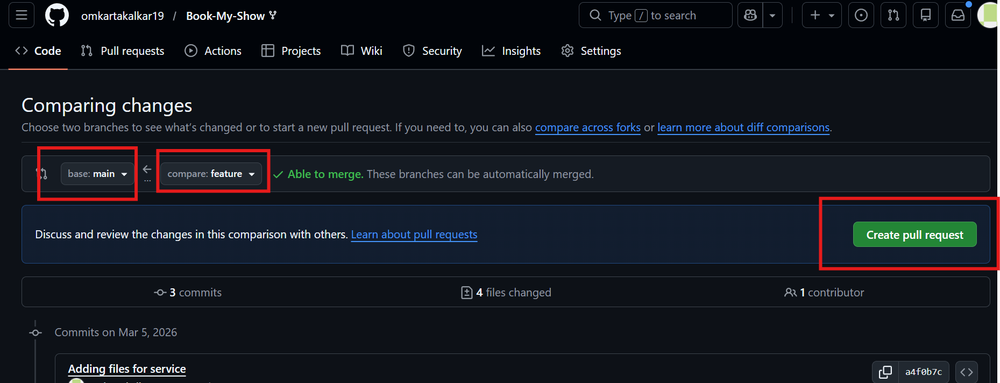 omkartakalkar19 / Book-My-Show
Type / to search
Code Pull requests Actions Projects Wiki Security Insights Settings
Comparing changes
Choose two branches to see what's changed or to start a new pull request. If you need to, you can also compare across forks or learn more about diff comparisons.
base: main compare: feature Able to merge. These branches can be automatically merged.
...
Discuss and review the changes in this comparison with others. Learn about pull requests
Create pull request
3 commits 4 files changed 1 contributor
Commits on Mar 5, 2026
Adding files for service
a4f0b7c